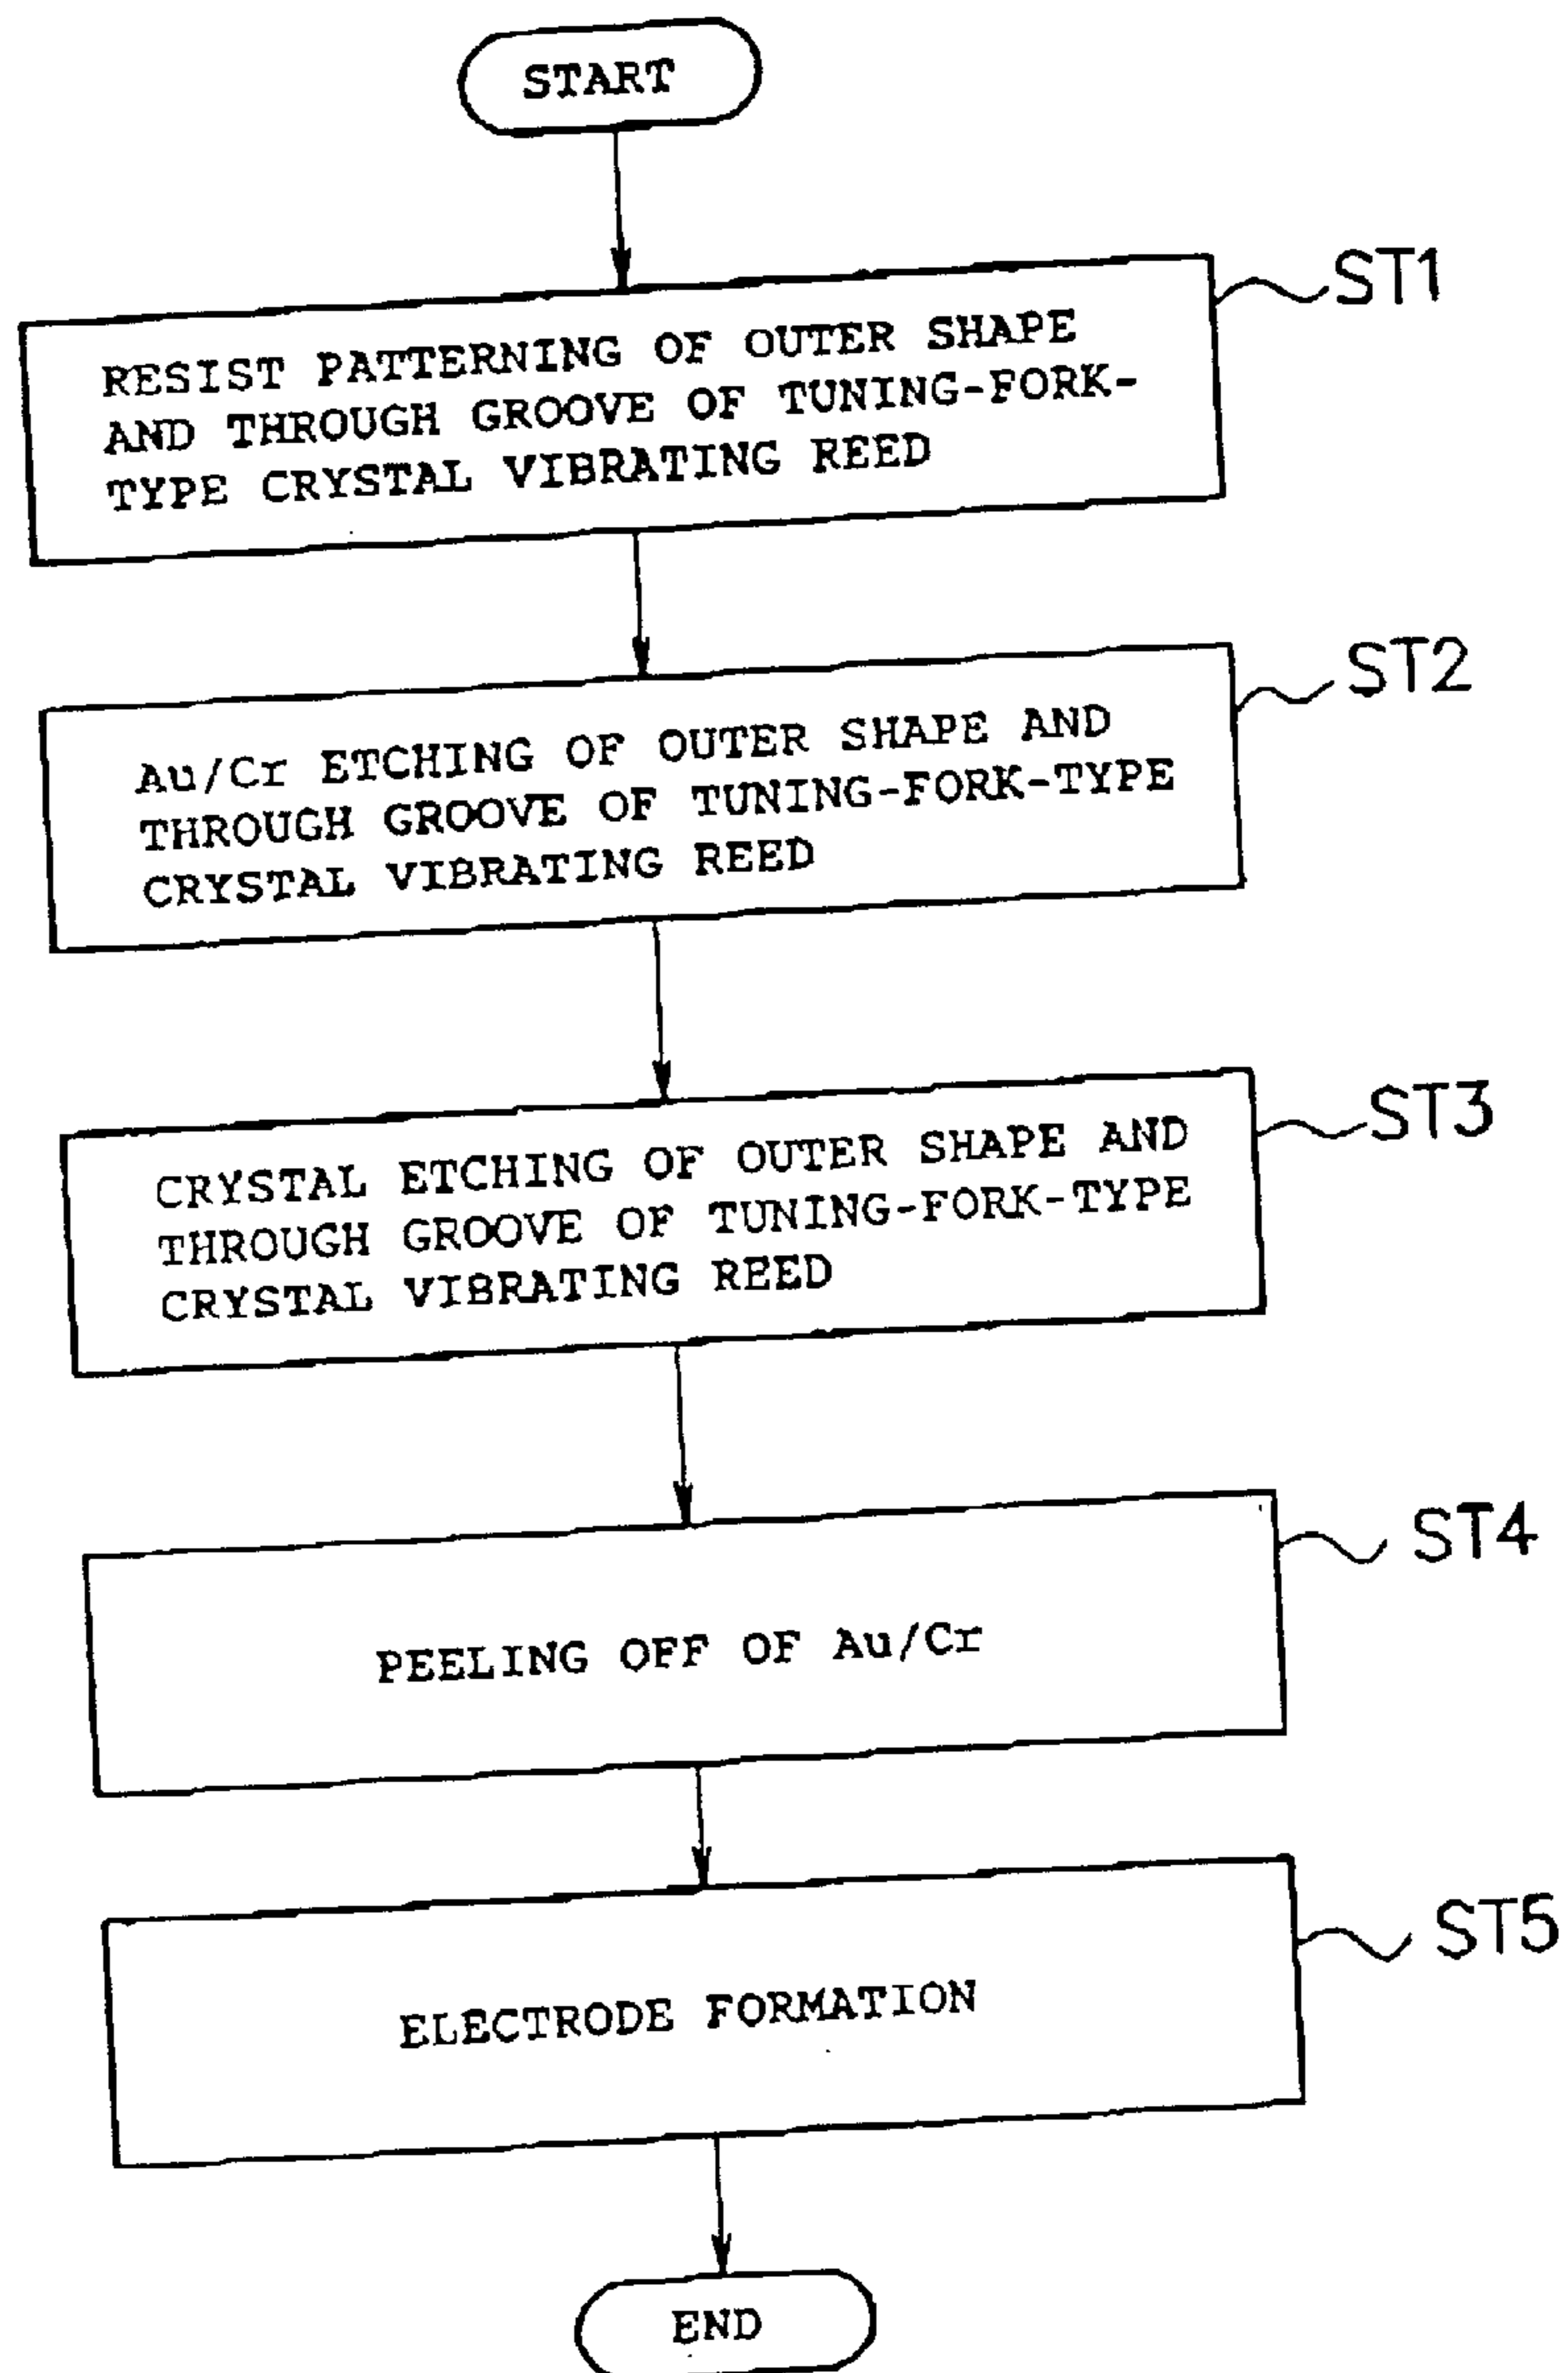 START
ST1
RESIST PATTERNING OF OUTER SHAPE
AND THROUGH GROOVE OF TUNING-FORK-
TYPE CRYSTAL VIBRATING REED
ST2
Au/Cr ETCHING OF OUTER SHAPE AND
THROUGH GROOVE OF TUNING-FORK-TYPE
CRYSTAL VIBRATING REED
ST3
CRYSTAL ETCHING OF OUTER SHAPE AND
THROUGH GROOVE OF TUNING-FORK-TYPE
CRYSTAL VIBRATING REED
ST4
PEELING OFF OF Au/Cr
ST5
ELECTRODE FORMATION
END